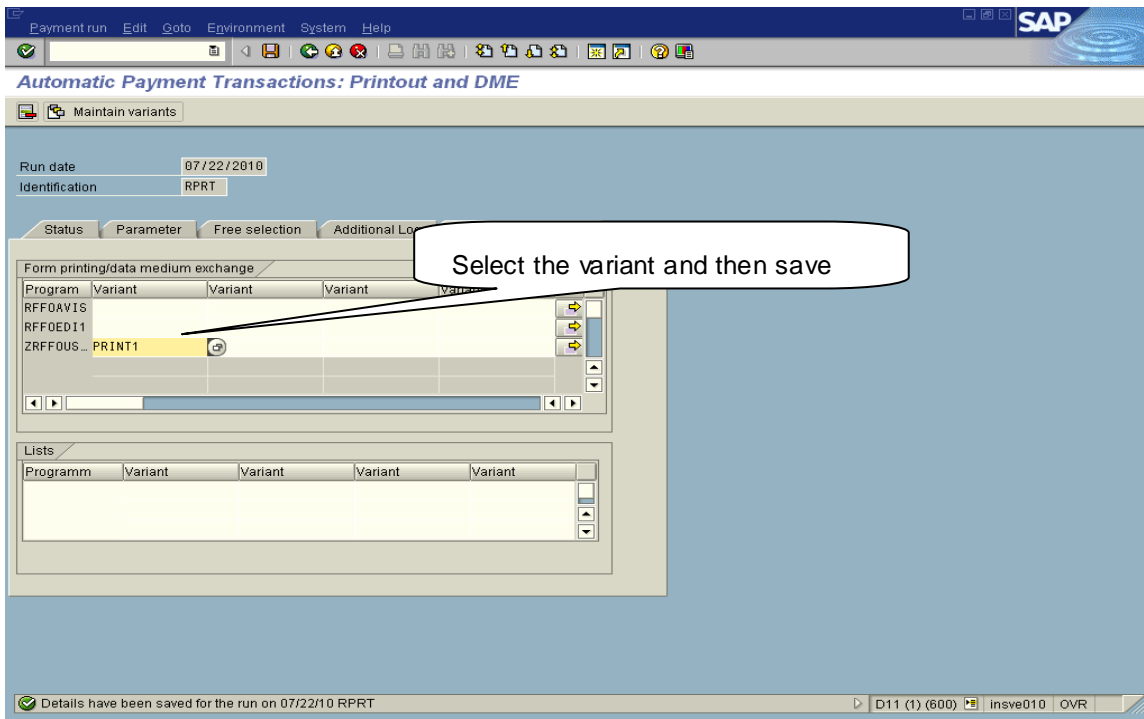 Payment run Edit Goto Environment System Help
SAP
Automatic Payment Transactions: Printout and DME
Maintain variants
Run date 07/22/2010
Identification RPRT
Status Parameter Free selection Additional
Select the variant and then save
Form printing/data medium exchange
Program Variant Variant Variant
RFFOAVIS
RFFOEDI1
ZRFFOUS… PRINT1
Lists
Programm Variant Variant Variant Variant
Details have been saved for the run on 07/22/10 RPRT
D11 (1) (600) insve010 OVR